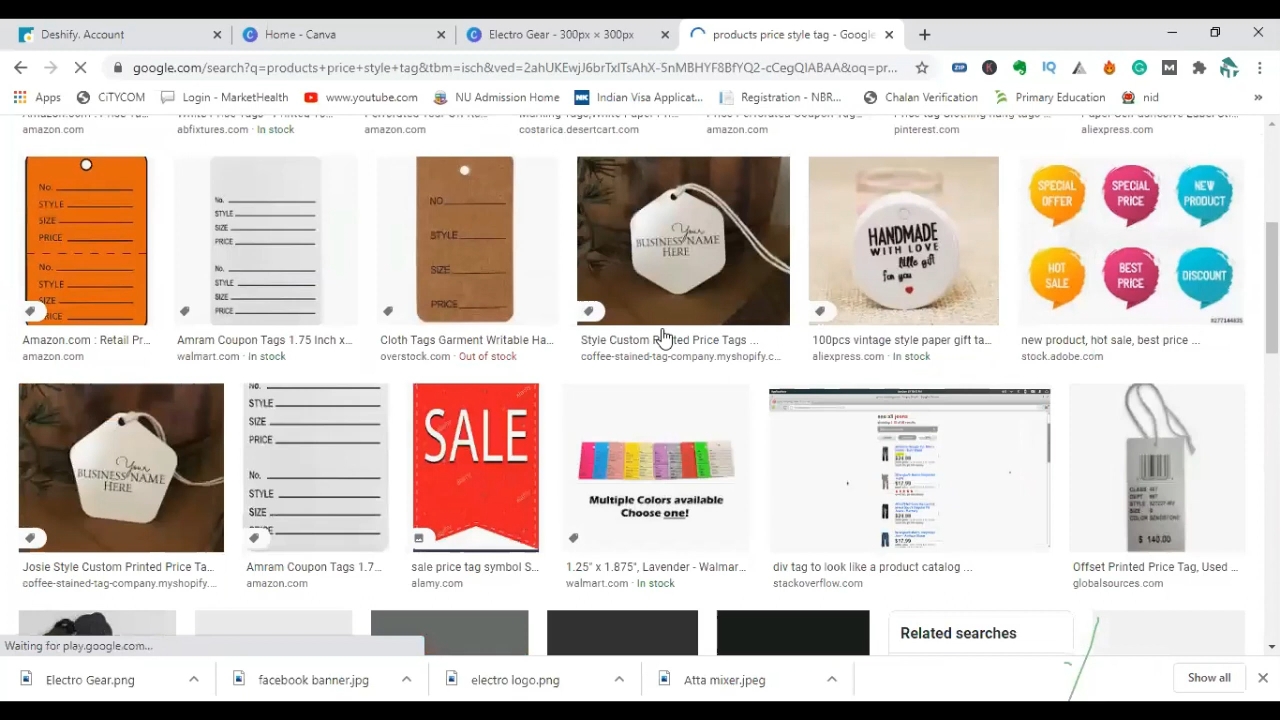 Deshify. Account
Home - Canva
Electro Gear - 300px × 300px
products price style tag - Google
google.com/search?q=products+price+style+tag&tbm=isch&ved=2ahUKEwjJ6brTxITsAhX-5nMBHYF8BfYQ2-cCegQIABAA&oq=pr...
Apps
CiTYCOM
Login - MarketHealth
www.youtube.com
NU Admission Home
Indian Visa Applicat...
Registration - NBR...
Chalan Verification
Primary Education
nid
amazon.com
abfixtures.com · In stock
amazon.com
costarica.desertcart.com
amazon.com
pinterest.com
aliexpress.com
No.
STYLE
SIZE
PRICE
No.
STYLE
SIZE
PRICE
No.
STYLE
SIZE
PRICE
No.
STYLE
SIZE
PRICE
NO
STYLE
SIZE
PRICE
Your
BUSINESS NAME
HERE
HANDMADE
WITH LOVE
little gift
for you
SPECIAL OFFER
SPECIAL PRICE
NEW PRODUCT
HOT SALE
BEST PRICE
DISCOUNT
Amazon.com : Retail Pr...
amazon.com
Amram Coupon Tags 1.75 Inch x...
walmart.com · In stock
Cloth Tags Garment Writable Ha...
overstock.com · Out of stock
Style Custom Printed Price Tags ...
coffee-stained-tag-company.myshopify.c...
100pcs vintage style paper gift ta...
aliexpress.com · In stock
new product, hot sale, best price ...
stock.adobe.com
Your
BUSINESS NAME
HERE
No.
STYLE
SIZE
PRICE
No.
STYLE
SIZE
SALE
Multiple Colors available
Choose one!
$ 140.00
Josie Style Custom Printed Price Ta...
coffee-stained-tag-company.myshopify....
Amram Coupon Tags 1.7...
amazon.com
sale price tag symbol S...
alamy.com
1.25" x 1.875", Lavender - Walmar...
walmart.com · In stock
div tag to look like a product catalog ...
stackoverflow.com
Offset Printed Price Tag, Used ...
globalsources.com
Related searches
Waiting for play.google.com...
Electro Gear.png
facebook banner.jpg
electro logo.png
Atta mixer.jpeg
Show all